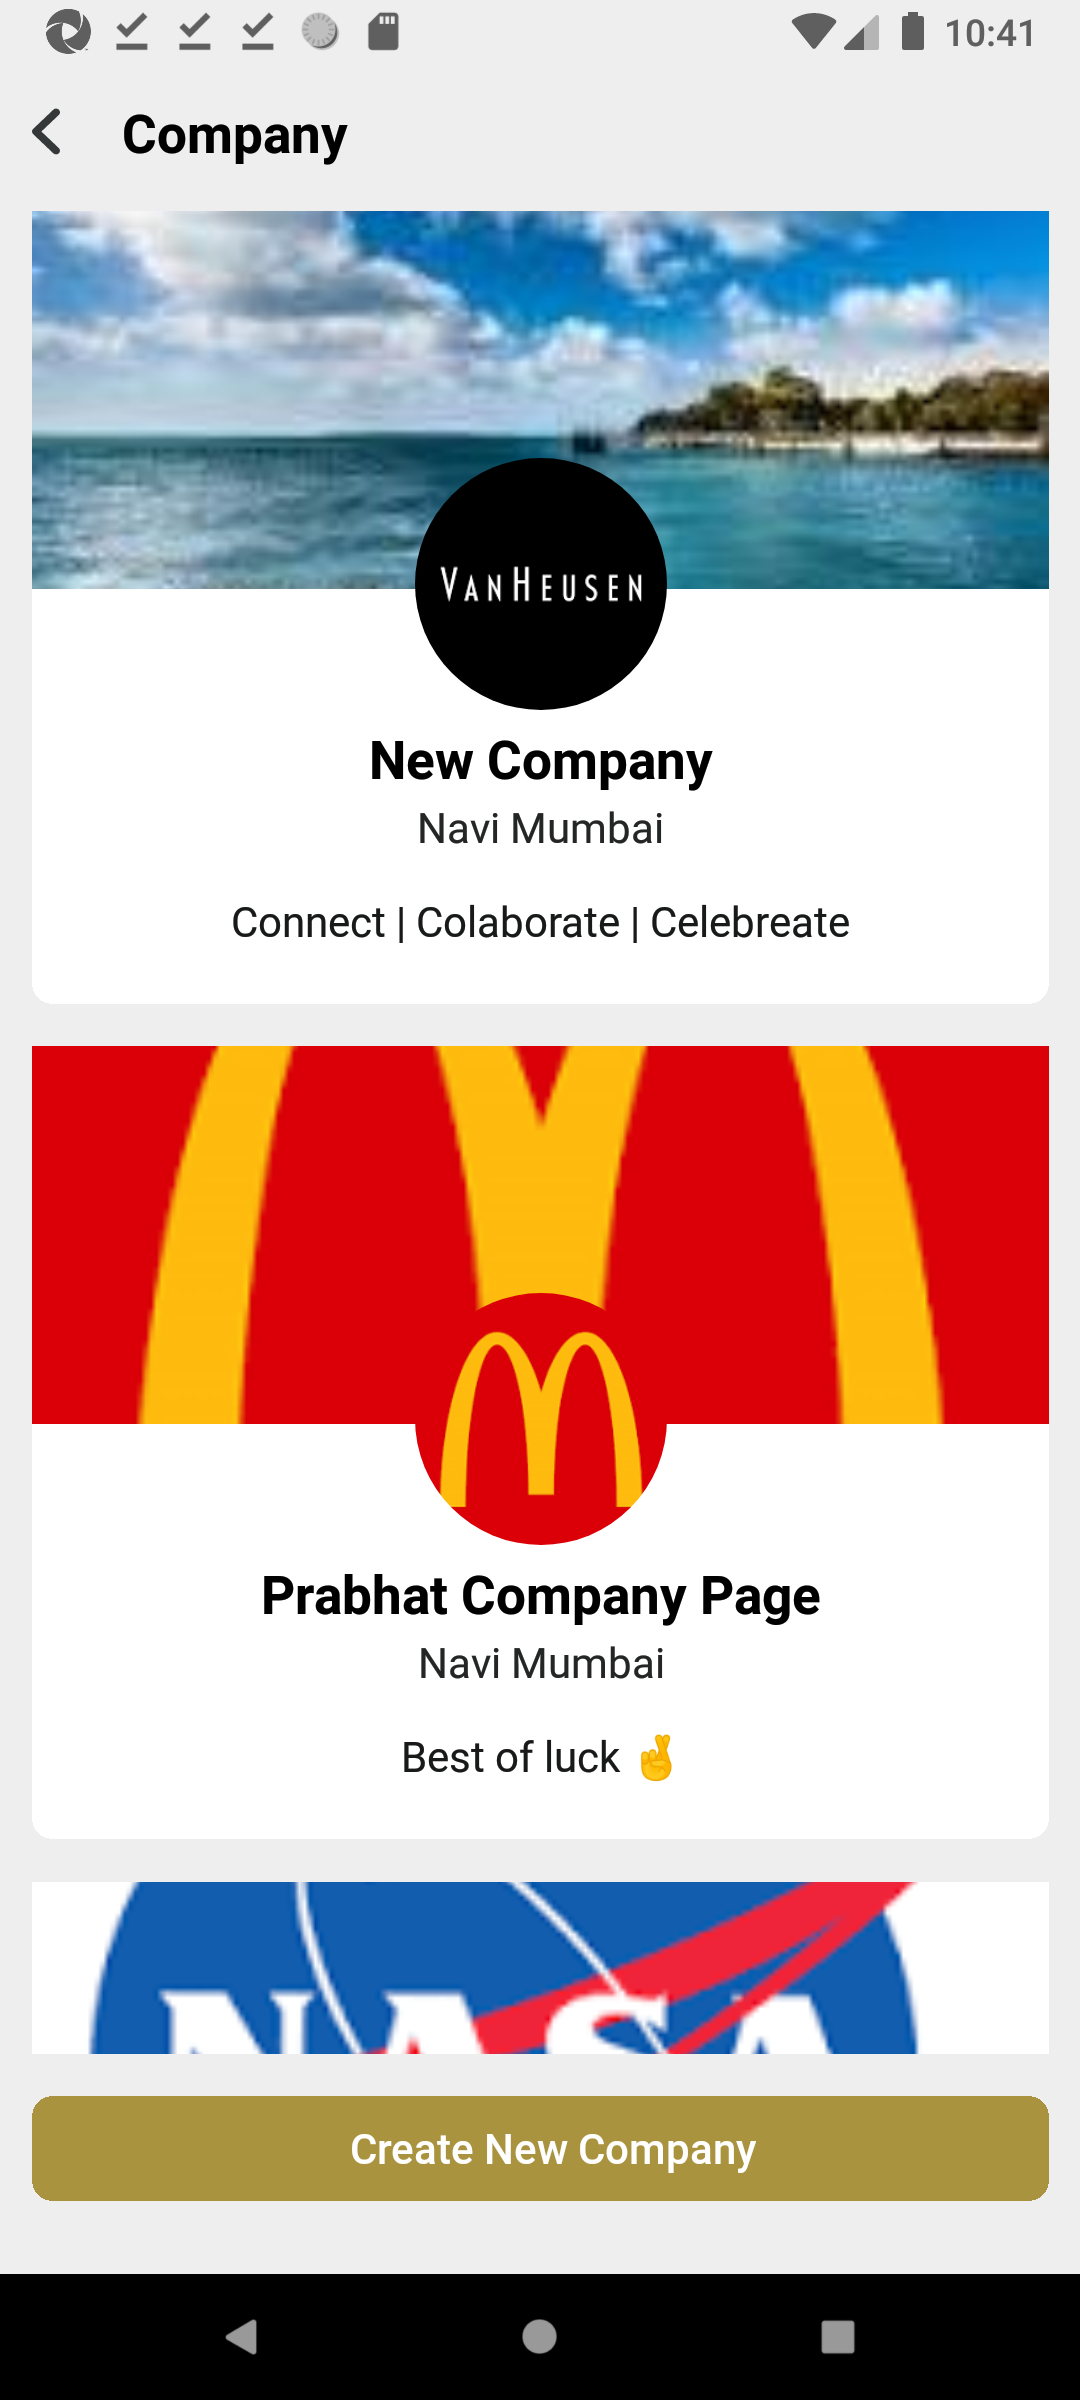 10:41
Company
VANHEUSEN
New Company
Navi Mumbai
Connect | Colaborate | Celebreate
Prabhat Company Page
Navi Mumbai
Best of luck 🤞
NASA
Create New Company